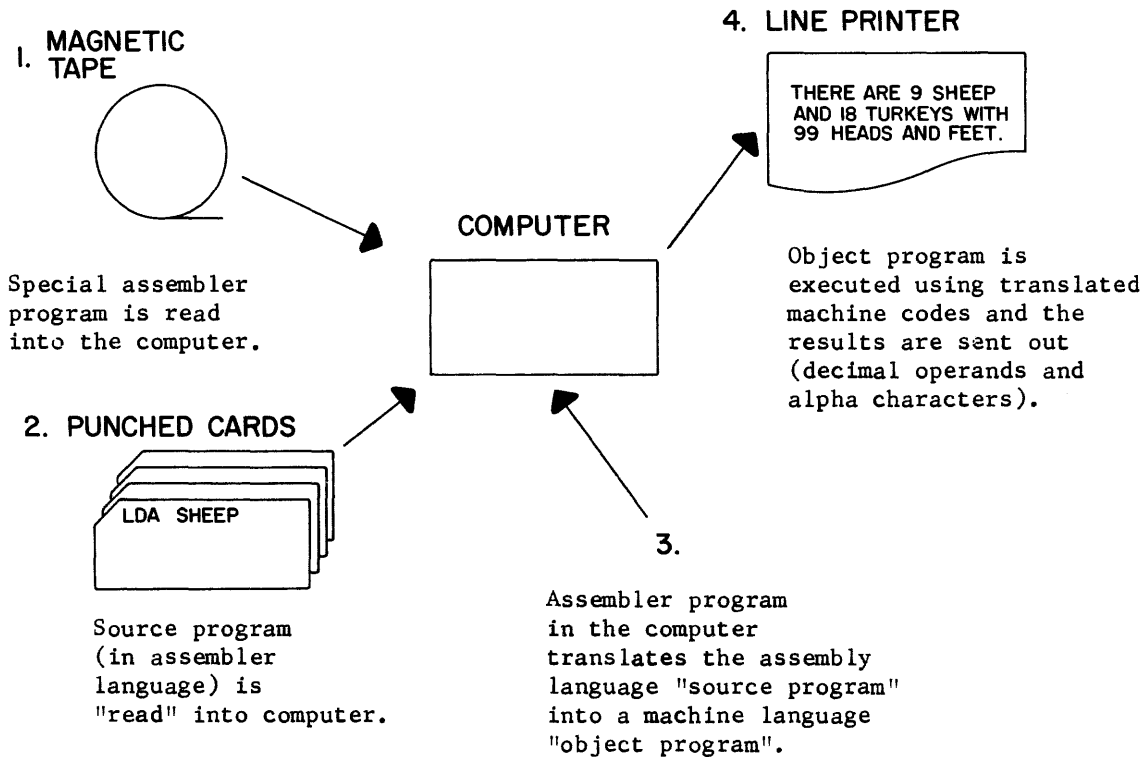 1. MAGNETIC
TAPE
Special assembler
program is read
into the computer.
2. PUNCHED CARDS
LDA SHEEP
Source program
(in assembler
language) is
"read" into computer.
COMPUTER
3.
Assembler program
in the computer
translates the assembly
language "source program"
into a machine language
"object program".
4. LINE PRINTER
THERE ARE 9 SHEEP
AND 18 TURKEYS WITH
99 HEADS AND FEET.
Object program is
executed using translated
machine codes and the
results are sent out
(decimal operands and
alpha characters).